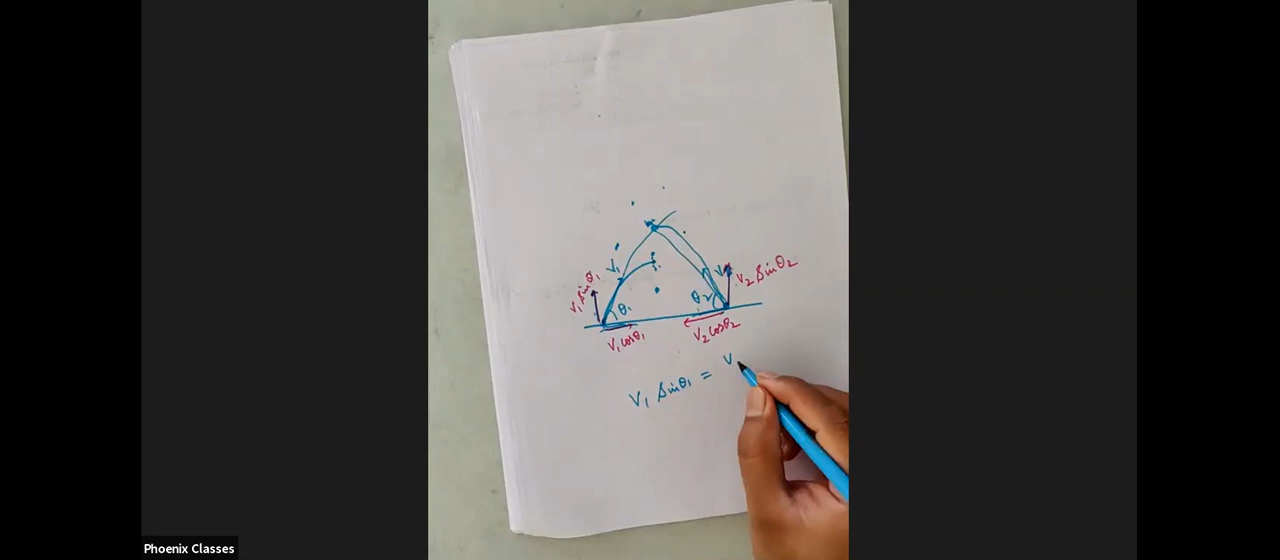 V₁
V₁ sinθ₁
θ₁
θ₂
V₂ sinθ₂
V₁ cosθ₁
V₂ cosθ₂
V₁ sinθ₁ = V
Phoenix Classes